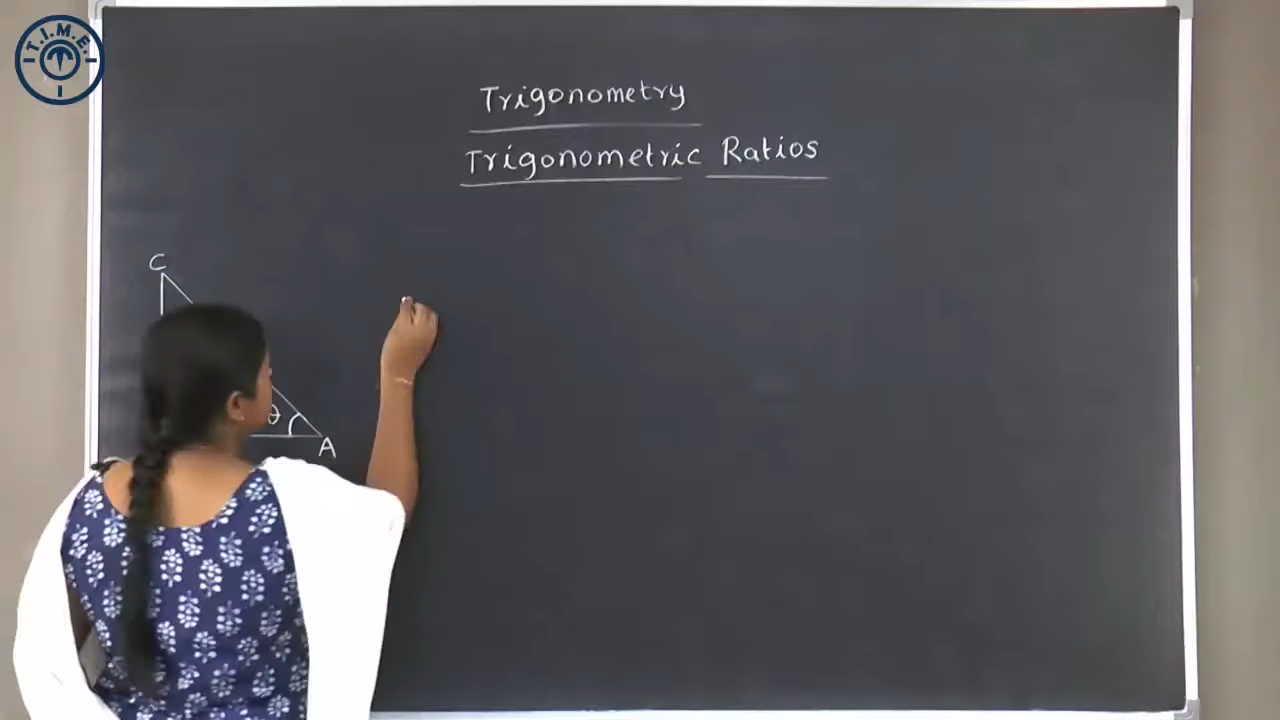 T.I.M.E.
Trigonometry
Trigonometric Ratios
C
θ
A